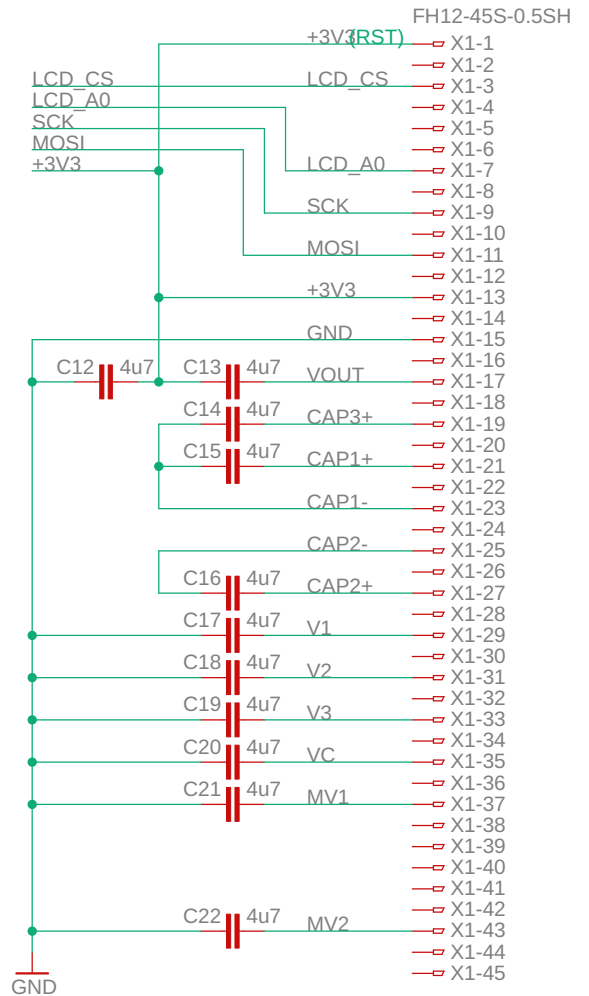 FH12-45S-0.5SH
+3V3(RST) X1-1
X1-2
LCD_CS LCD_CS X1-3
LCD_A0 X1-4
SCK X1-5
MOSI X1-6
+3V3 LCD_A0 X1-7
X1-8
SCK X1-9
X1-10
MOSI X1-11
X1-12
+3V3 X1-13
X1-14
GND X1-15
X1-16
C12 4u7 C13 4u7 VOUT X1-17
X1-18
C14 4u7 CAP3+ X1-19
X1-20
C15 4u7 CAP1+ X1-21
X1-22
CAP1- X1-23
X1-24
CAP2- X1-25
X1-26
C16 4u7 CAP2+ X1-27
X1-28
C17 4u7 V1 X1-29
X1-30
C18 4u7 V2 X1-31
X1-32
C19 4u7 V3 X1-33
X1-34
C20 4u7 VC X1-35
X1-36
C21 4u7 MV1 X1-37
X1-38
X1-39
X1-40
X1-41
X1-42
C22 4u7 MV2 X1-43
X1-44
X1-45
GND